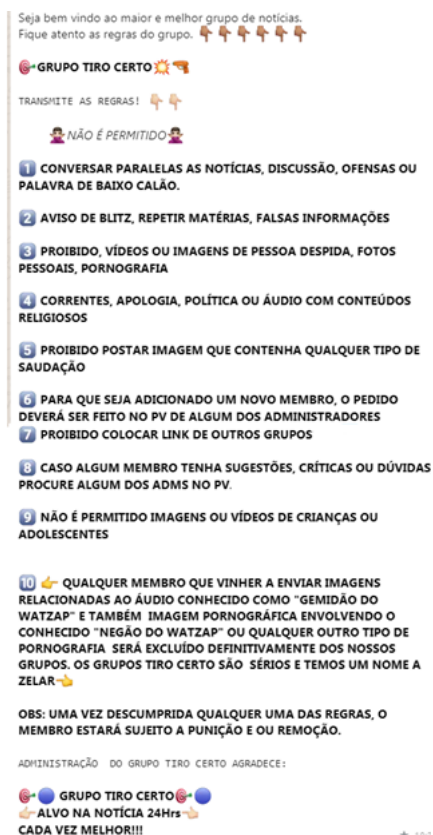 Seja bem vindo ao maior e melhor grupo de notícias.
Fique atento as regras do grupo. 👇🏽👇🏽👇🏽👇🏽👇🏽👇🏽
🎯GRUPO TIRO CERTO💥🔫
TRANSMITE AS REGRAS! 👇🏻👇🏻
🙅🏻‍♀️NÃO É PERMITIDO🙅🏻‍♀️
1️⃣ CONVERSAR PARALELAS AS NOTÍCIAS, DISCUSSÃO, OFENSAS OU
PALAVRA DE BAIXO CALÃO.
2️⃣ AVISO DE BLITZ, REPETIR MATÉRIAS, FALSAS INFORMAÇÕES
3️⃣ PROIBIDO, VÍDEOS OU IMAGENS DE PESSOA DESPIDA, FOTOS
PESSOAIS, PORNOGRAFIA
4️⃣ CORRENTES, APOLOGIA, POLÍTICA OU ÁUDIO COM CONTEÚDOS
RELIGIOSOS
5️⃣ PROIBIDO POSTAR IMAGEM QUE CONTENHA QUALQUER TIPO DE
SAUDAÇÃO
6️⃣ PARA QUE SEJA ADICIONADO UM NOVO MEMBRO, O PEDIDO
DEVERÁ SER FEITO NO PV DE ALGUM DOS ADMINISTRADORES
7️⃣ PROIBIDO COLOCAR LINK DE OUTROS GRUPOS
8️⃣ CASO ALGUM MEMBRO TENHA SUGESTÕES, CRÍTICAS OU DÚVIDAS
PROCURE ALGUM DOS ADMS NO PV.
9️⃣ NÃO É PERMITIDO IMAGENS OU VÍDEOS DE CRIANÇAS OU
ADOLESCENTES
🔟 👉 QUALQUER MEMBRO QUE VINHER A ENVIAR IMAGENS
RELACIONADAS AO ÁUDIO CONHECIDO COMO "GEMIDÃO DO
WATZAP" E TAMBÉM IMAGEM PORNOGRÁFICA ENVOLVENDO O
CONHECIDO "NEGÃO DO WATZAP" OU QUALQUER OUTRO TIPO DE
PORNOGRAFIA SERÁ EXCLUÍDO DEFINITIVAMENTE DOS NOSSOS
GRUPOS. OS GRUPOS TIRO CERTO SÃO SÉRIOS E TEMOS UM NOME A
ZELAR👈
OBS: UMA VEZ DESCUMPRIDA QUALQUER UMA DAS REGRAS, O
MEMBRO ESTARÁ SUJEITO A PUNIÇÃO E OU REMOÇÃO.
ADMINISTRAÇÃO DO GRUPO TIRO CERTO AGRADECE:
🎯🔵 GRUPO TIRO CERTO🎯🔵
👉🏻ALVO NA NOTÍCIA 24Hrs👈🏻
CADA VEZ MELHOR!!!